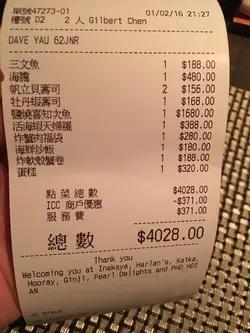 單號47273-01 01/02/16 21:27
檯號 D2 2 人 Gilbert Chen
DAVE YAU 62JNR
三文魚 1 $188.00
海膽 1 $480.00
帆立貝壽司 2 $156.00
牡丹蝦壽司 1 $168.00
鹽燒喜知次魚 1 $1680.00
活海蝦天婦羅 1 $388.00
炸蟹肉福袋 1 $280.00
海鮮炒飯 1 $180.00
炸軟殼蟹卷 1 $188.00
蛋糕 1 $320.00
點菜總數 $4028.00
ICC 商戶優惠 -$371.00
服務費 $371.00
總數 $4028.00
Thank you
Welcoming you at Inakaya, Harlan's, Kaika,
Hooray, Ginji, Pearl Delights and PHO HOI
AN